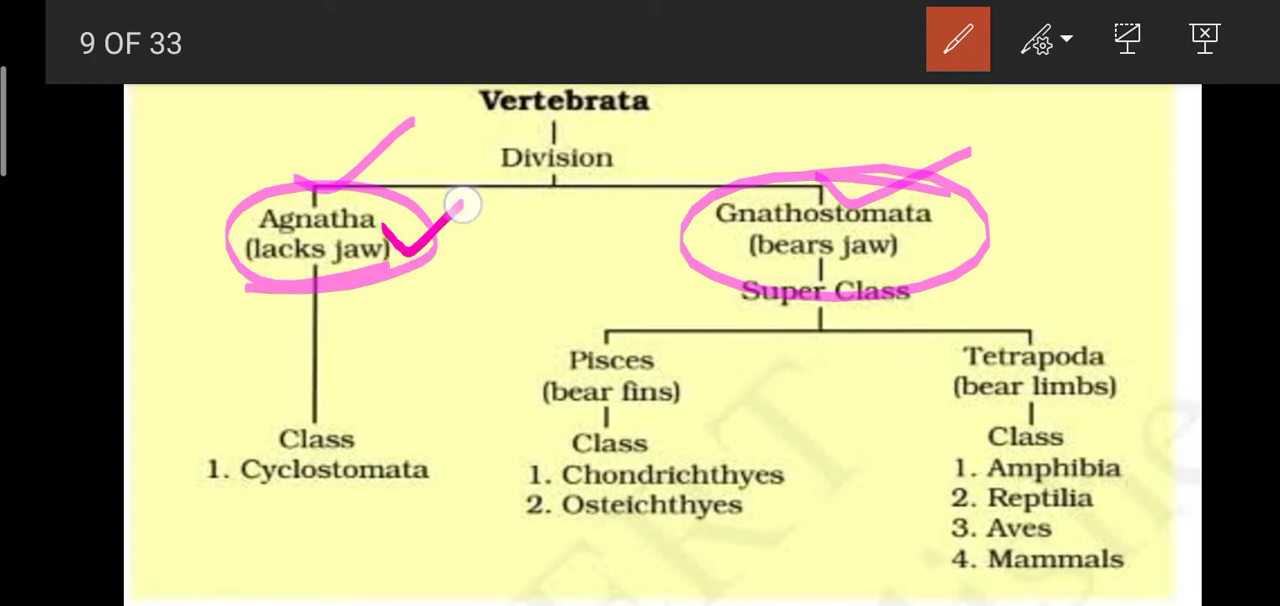 9 OF 33
Vertebrata
Division
Agnatha
(lacks jaw)
Gnathostomata
(bears jaw)
Super Class
Pisces
(bear fins)
Class
1. Chondrichthyes
2. Osteichthyes
Tetrapoda
(bear limbs)
Class
1. Amphibia
2. Reptilia
3. Aves
4. Mammals
Class
1. Cyclostomata